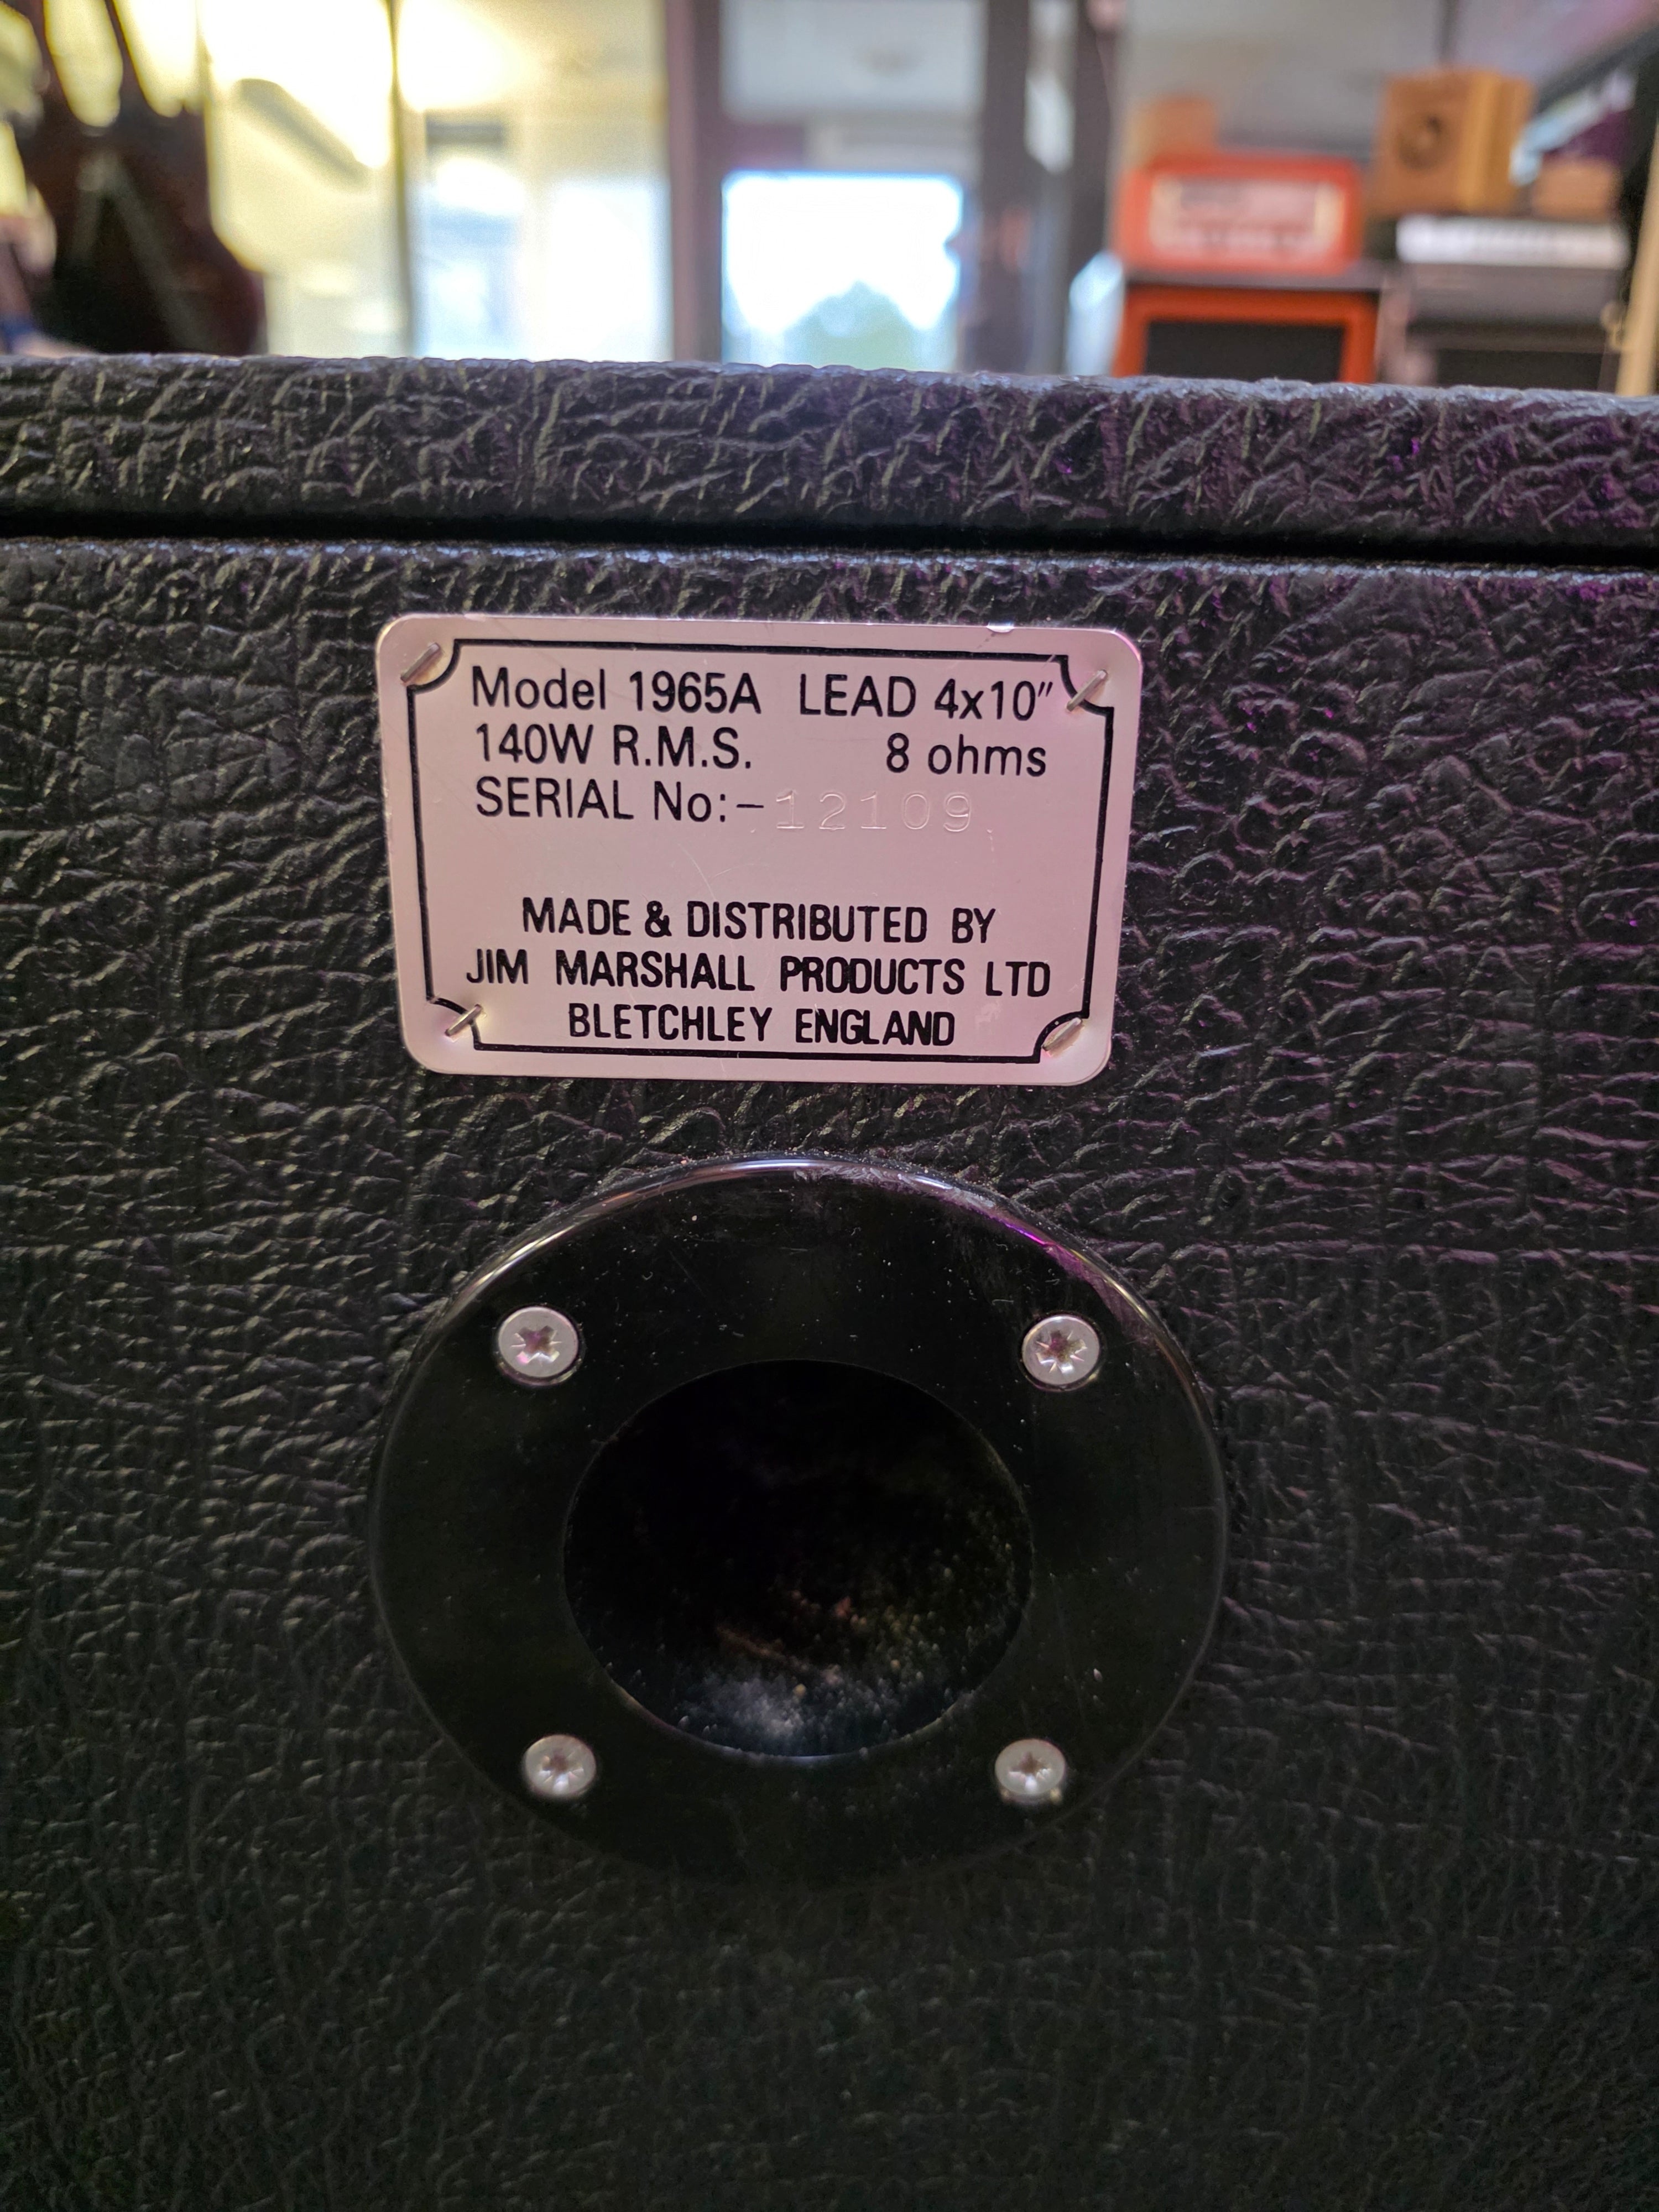 Model 1965A LEAD 4x10"
140W R.M.S. 8 ohms
SERIAL No:- 12109
MADE & DISTRIBUTED BY
JIM MARSHALL PRODUCTS LTD
BLETCHLEY ENGLAND